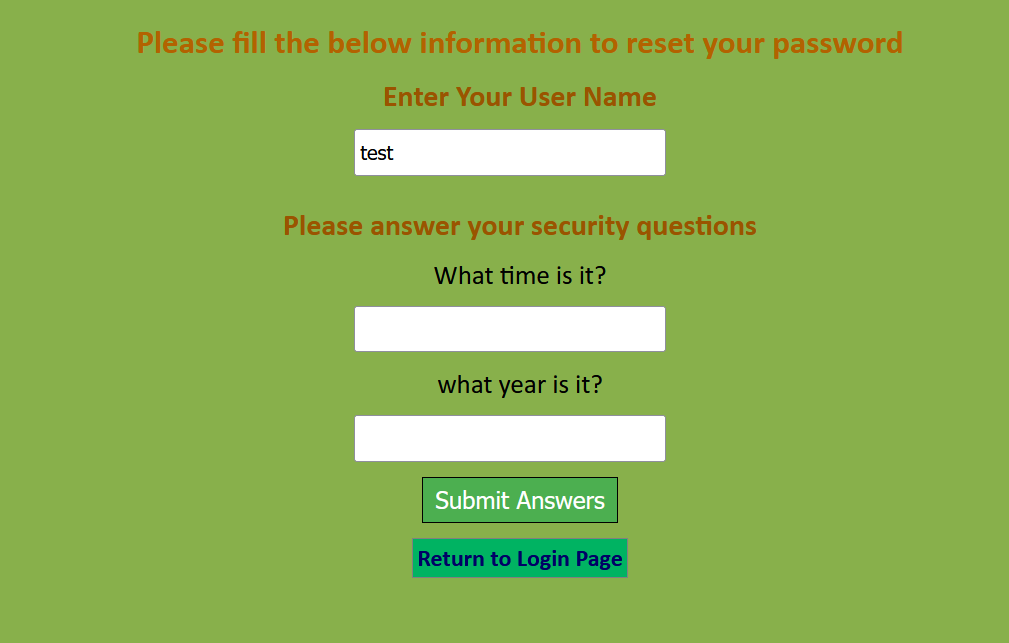 Please fill the below information to reset your password
Enter Your User Name
test
Please answer your security questions
What time is it?
what year is it?
Submit Answers
Return to Login Page